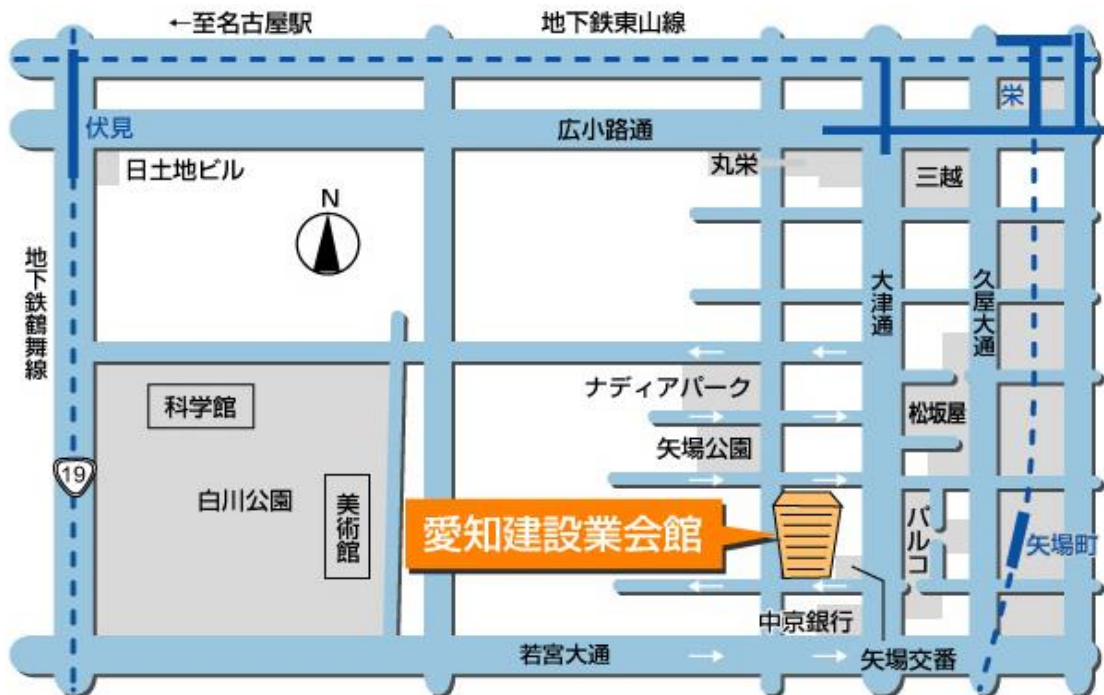 ←至名古屋駅
地下鉄東山線
栄
伏見
広小路通
日土地ビル
丸栄
三越
N
地下鉄鶴舞線
大津通
久屋大通
ナディアパーク
科学館
松坂屋
矢場公園
19
白川公園
美術館
愛知建設業会館
パルコ
矢場町
中京銀行
若宮大通
矢場交番